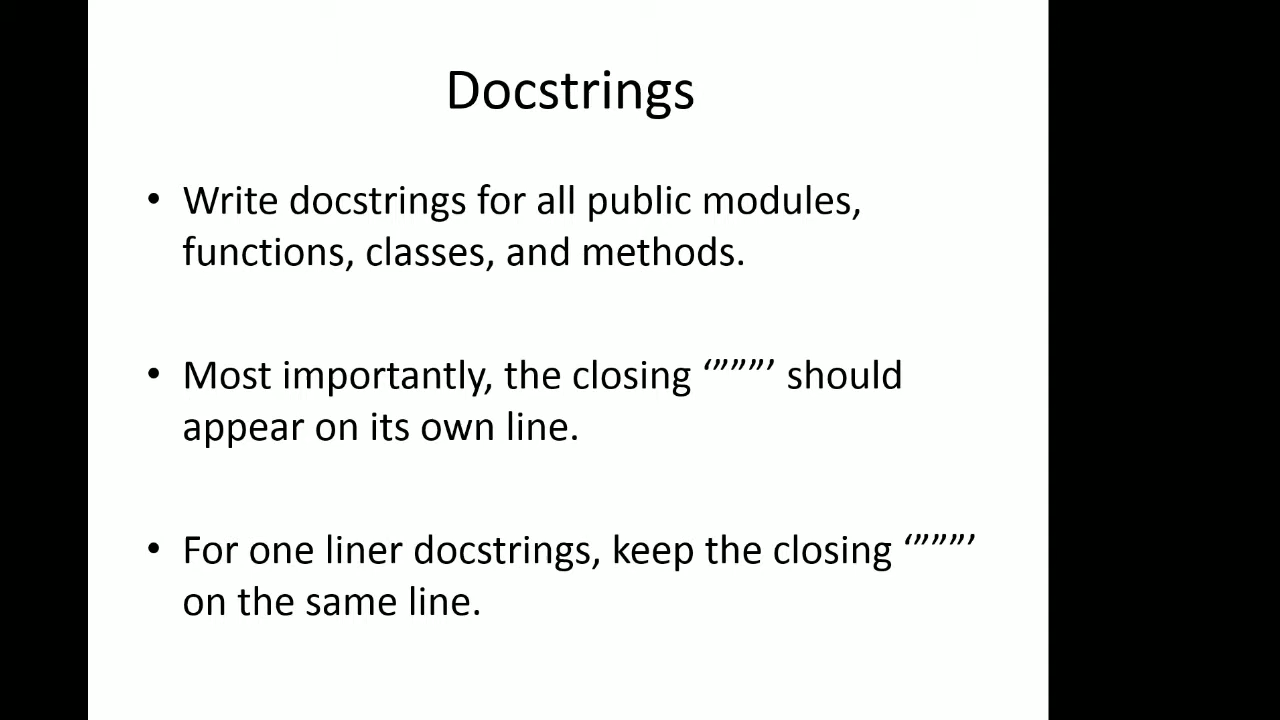 Docstrings
• Write docstrings for all public modules,
functions, classes, and methods.
• Most importantly, the closing ‘”””’ should
appear on its own line.
• For one liner docstrings, keep the closing ‘”””’
on the same line.